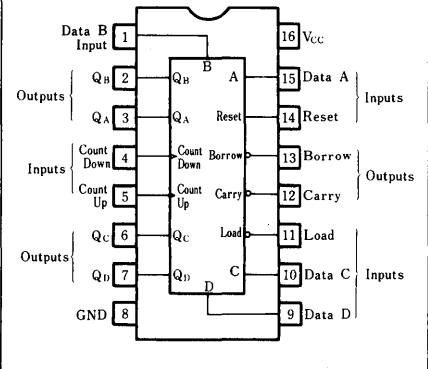 Data B
Input
1
16
VCC
B
Outputs
2
QB
QB
A
15
Data A
QA
3
QA
Reset
14
Reset
Inputs
Inputs
Count
Down
4
Count
Down
Borrow
13
Borrow
Count
Up
5
Count
Up
Carry
12
Carry
Outputs
Outputs
QC
6
QC
Load
11
Load
QD
7
QD
C
10
Data C
Inputs
GND
8
D
9
Data D